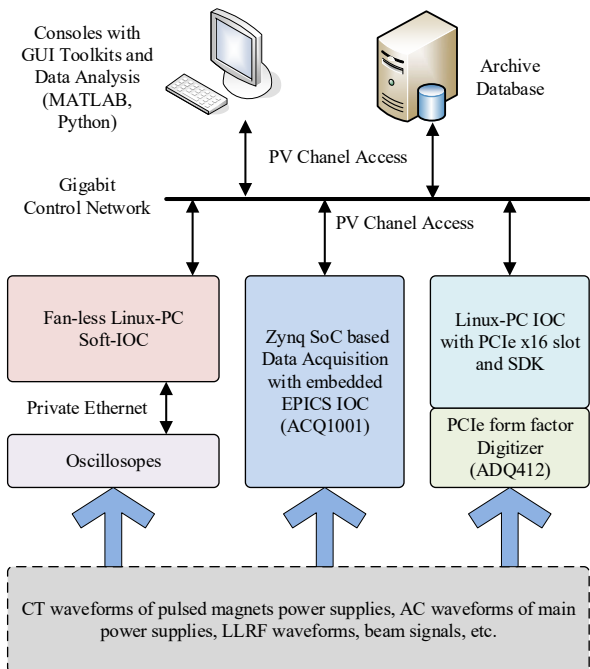 Consoles with
GUI Toolkits and
Data Analysis
(MATLAB,
Python)
Archive
Database
PV Chanel Access
Gigabit
Control Network
PV Chanel Access
Fan-less Linux-PC
Soft-IOC
Private Ethernet
Oscillosopes
Zynq SoC based
Data Acquisition
with embedded
EPICS IOC
(ACQ1001)
Linux-PC IOC
with PCIe x16 slot
and SDK
PCIe form factor
Digitizer
(ADQ412)
CT waveforms of pulsed magnets power supplies, AC waveforms of main
power supplies, LLRF waveforms, beam signals, etc.